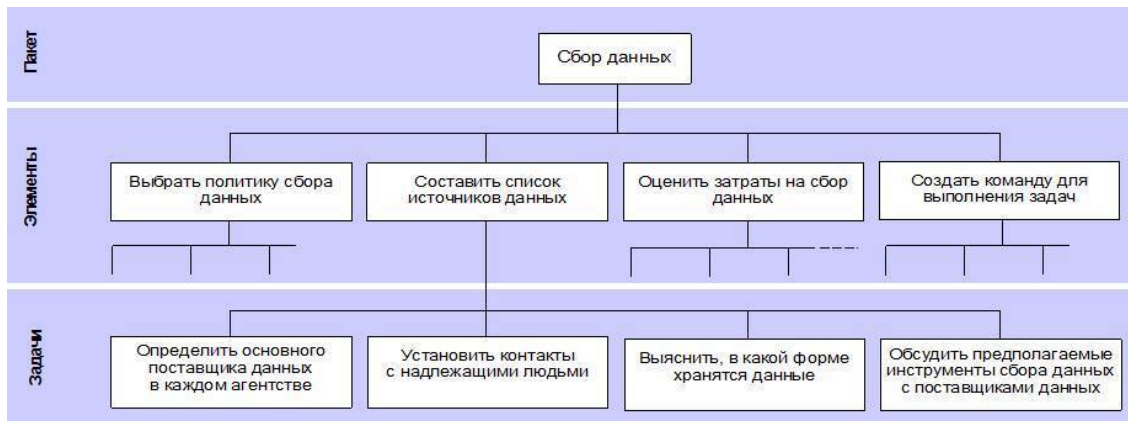 Пакет
Сбор данных
Элементы
Выбрать политику сбора
данных
Составить список
источников данных
Оценить затраты на сбор
данных
Создать команду для
выполнения задач
Задачи
Определить основного
поставщика данных
в каждом агентстве
Установить контакты
с надлежащими людьми
Выяснить, в какой форме
хранятся данные
Обсудить предполагаемые
инструменты сбора данных
с поставщиками данных